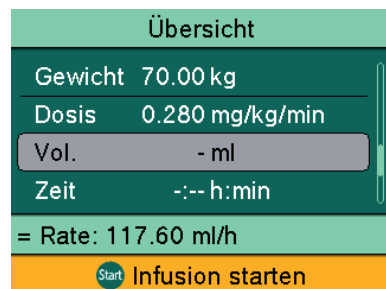 Übersicht
Gewicht 70.00 kg
Dosis 0.280 mg/kg/min
Vol. - ml
Zeit -:-- h:min
= Rate: 117.60 ml/h
Start Infusion starten